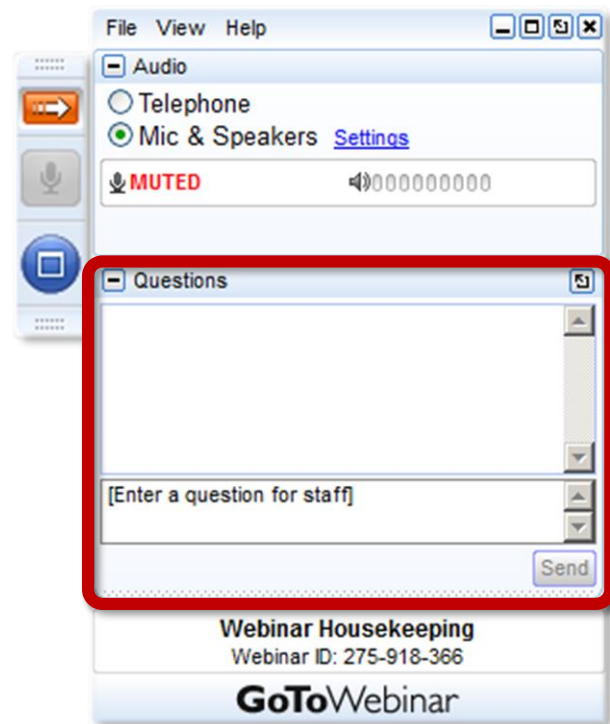 File View Help
Audio
Telephone
Mic & Speakers Settings
MUTED
Questions
[Enter a question for staff]
Send
Webinar Housekeeping
Webinar ID: 275-918-366
GoToWebinar